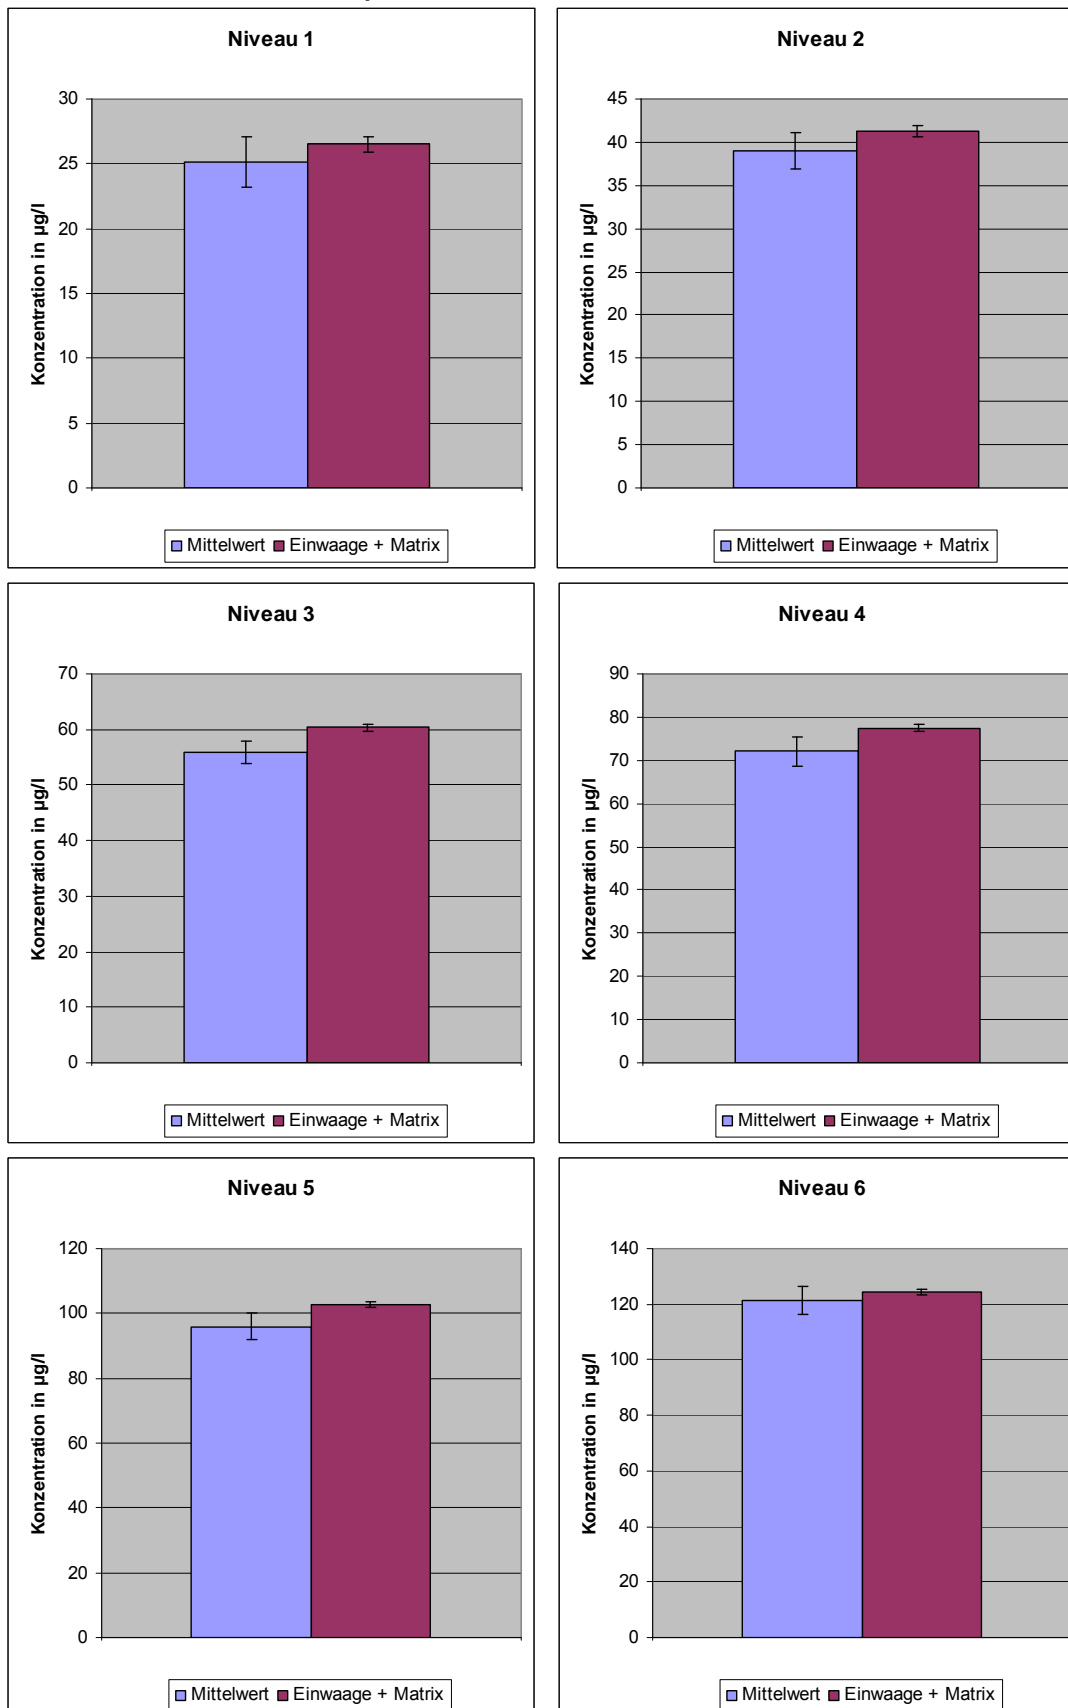 Niveau 1
Konzentration in µg/l
30
25
20
15
10
5
0
Mittelwert Einwaage + Matrix
Niveau 2
Konzentration in µg/l
45
40
35
30
25
20
15
10
5
0
Mittelwert Einwaage + Matrix
Niveau 3
Konzentration in µg/l
70
60
50
40
30
20
10
0
Mittelwert Einwaage + Matrix
Niveau 4
Konzentration in µg/l
90
80
70
60
50
40
30
20
10
0
Mittelwert Einwaage + Matrix
Niveau 5
Konzentration in µg/l
120
100
80
60
40
20
0
Mittelwert Einwaage + Matrix
Niveau 6
Konzentration in µg/l
140
120
100
80
60
40
20
0
Mittelwert Einwaage + Matrix